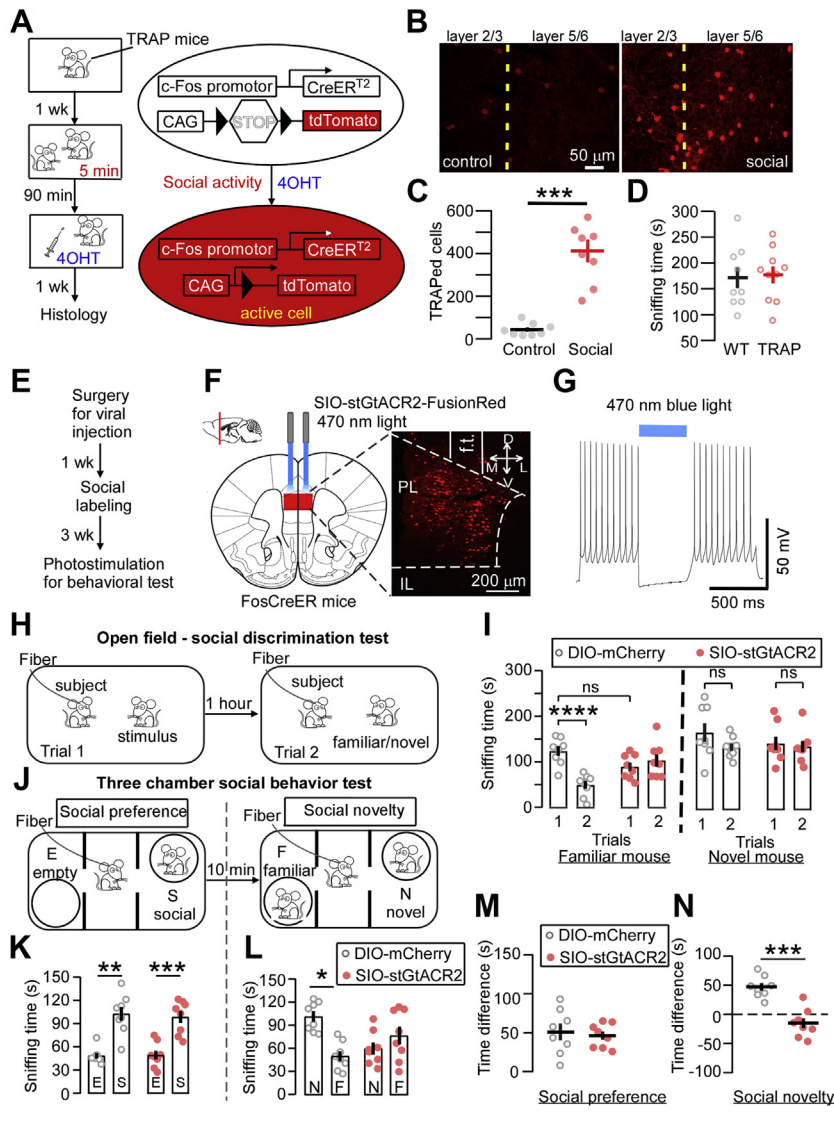 A
TRAP mice
1 wk
5 min
90 min
4OHT
1 wk
Histology
c-Fos promotor
CreER^T2
CAG
STOP
tdTomato
Social activity
4OHT
c-Fos promotor
CreER^T2
CAG
tdTomato
active cell
B
layer 2/3 layer 5/6 layer 2/3 layer 5/6
control
50 μm
social
C
***
TRAPed cells
600
400
200
0
Control Social
D
Sniffing time (s)
300
250
200
150
100
50
WT TRAP
E
Surgery
for viral
injection
1 wk
Social
labeling
3 wk
Photostimulation
for behavioral test
F
SIO-stGtACR2-FusionRed
470 nm light
FosCreER mice
f.t.
D
M L
V
PL
IL
200 μm
G
470 nm blue light
50 mV
500 ms
H
Open field - social discrimination test
Fiber
subject
stimulus
Trial 1
1 hour
Fiber
subject
familiar/novel
Trial 2
I
DIO-mCherry SIO-stGtACR2
Sniffing time (s)
300
200
150
100
50
0
ns
****
ns
ns
1 2 1 2 1 2 1 2
Trials Trials
Familiar mouse Novel mouse
J
Three chamber social behavior test
Social preference
Fiber
E
empty
S
social
10 min
Social novelty
Fiber
F
familiar
N
novel
K
Sniffing time (s)
150
120
90
60
30
0
**
***
E S E S
L
DIO-mCherry
SIO-stGtACR2
Sniffing time (s)
150
120
90
60
30
0
*
N F N F
M
DIO-mCherry
SIO-stGtACR2
Time difference (s)
150
100
50
0
Social preference
N
Time difference (s)
100
50
0
-50
-100
***
Social novelty